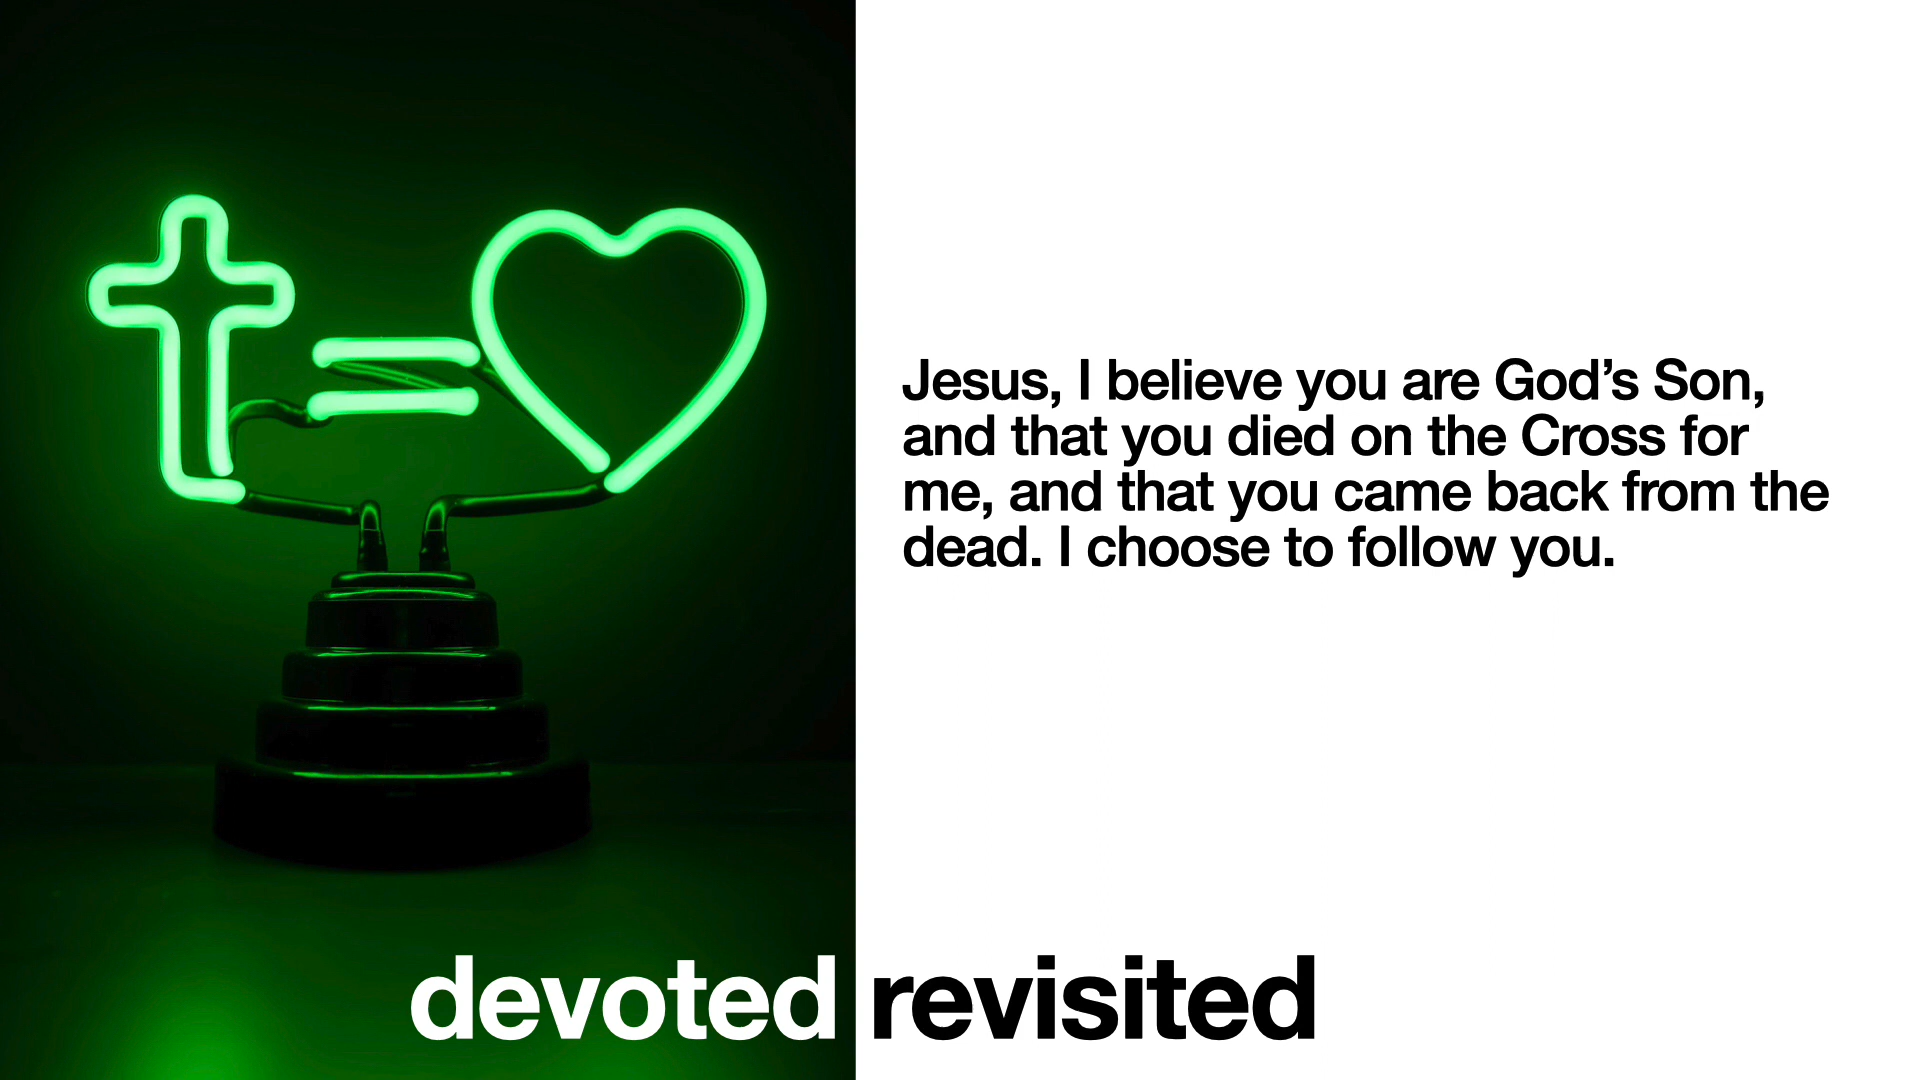 Jesus, I believe you are God’s Son,
and that you died on the Cross for
me, and that you came back from the
dead. I choose to follow you.
devoted revisited